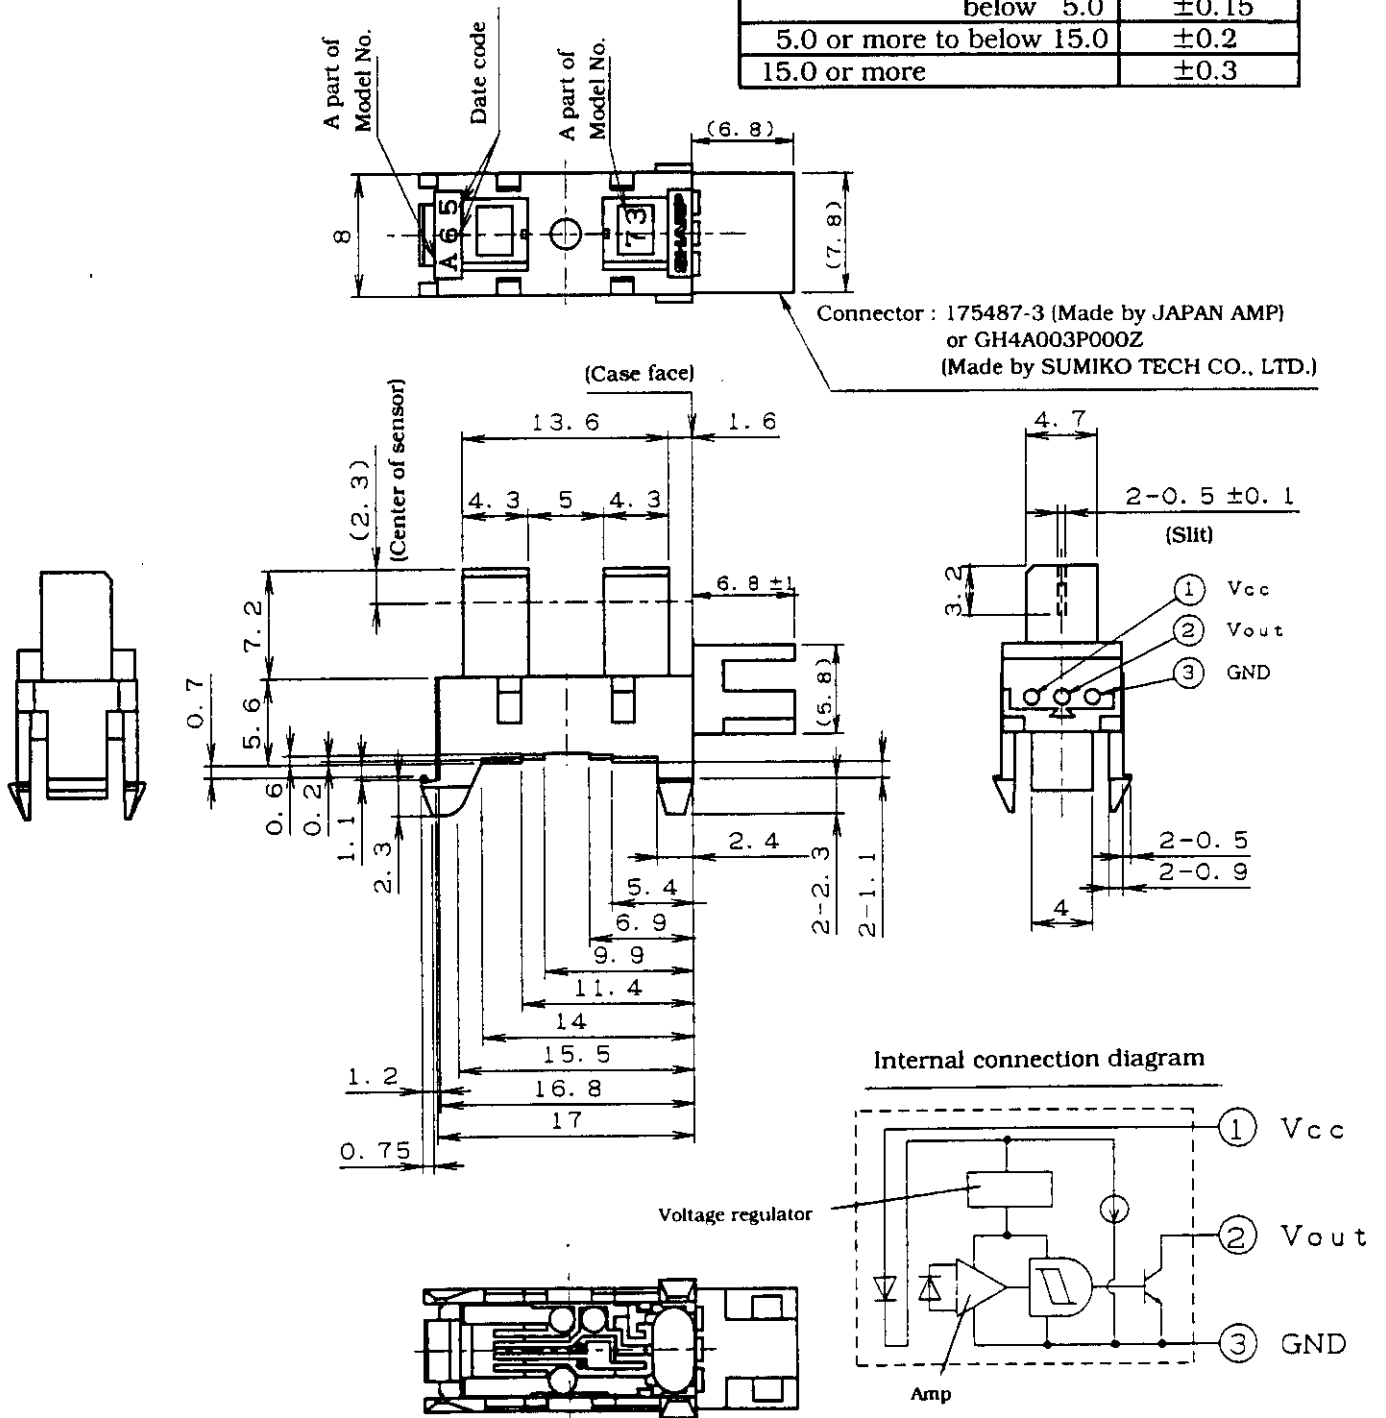 below 5.0 ±0.15
5.0 or more to below 15.0 ±0.2
15.0 or more ±0.3
A part of
Model No.
Date code
A part of
Model No.
(6.8)
8
A 6 5
73
SHARP
(7.8)
Connector : 175487-3 (Made by JAPAN AMP)
or GH4A003P000Z
(Made by SUMIKO TECH CO., LTD.)
(Case face)
(2.3)
(Center of sensor)
13.6
1.6
4.3
5
4.3
6.8 ±1
7.2
5.6
0.7
(5.8)
0.6
0.2
1.1
2.3
2.4
2-2.3
2-1.1
5.4
6.9
9.9
11.4
14
15.5
1.2
16.8
17
0.75
4.7
2-0.5 ±0.1
(Slit)
3.2
1 Vcc
2 Vout
3 GND
2-0.5
2-0.9
4
Internal connection diagram
1 Vcc
Voltage regulator
2 Vout
3 GND
Amp